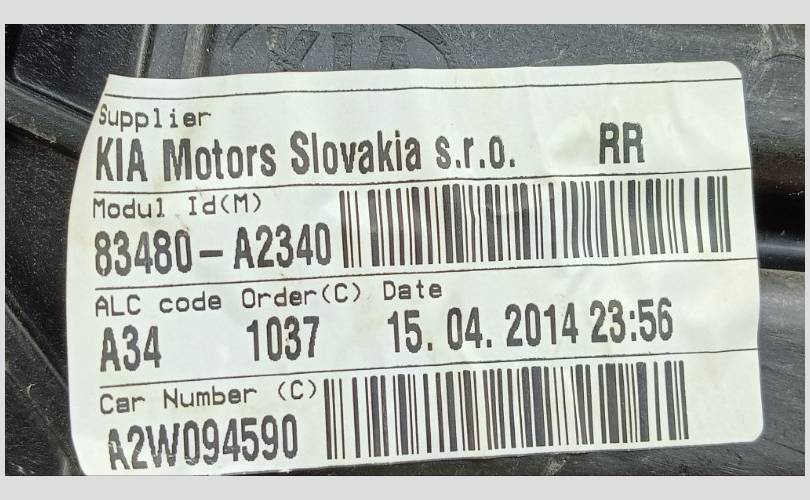 KIA
Supplier
KIA Motors Slovakia s.r.o. RR
Modul Id(M)
83480-A2340
ALC code Order(C) Date
A34 1037 15. 04. 2014 23:56
Car Number (C)
A2W094590